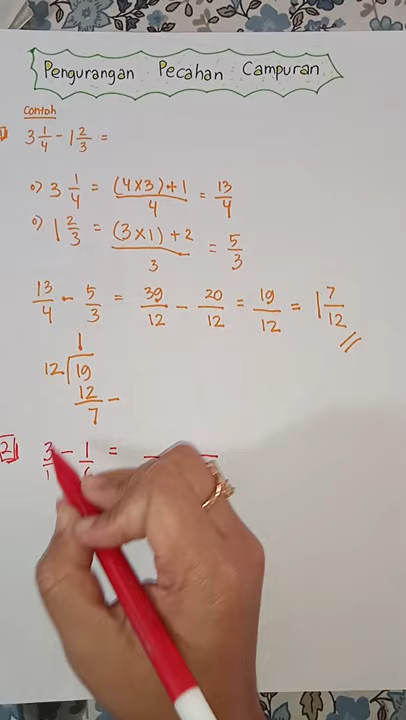 Pengurangan Pecahan Campuran
Contoh
3 1/4 - 1 2/3 =
o) 3 1/4 = (4x3)+1/4 = 13/4
o) 1 2/3 = (3x1)+2/3 = 5/3
13/4 - 5/3 = 39/12 - 20/12 = 19/12 = 1 7/12 //
1
12 19
12 -
7
2 3 - 1 =